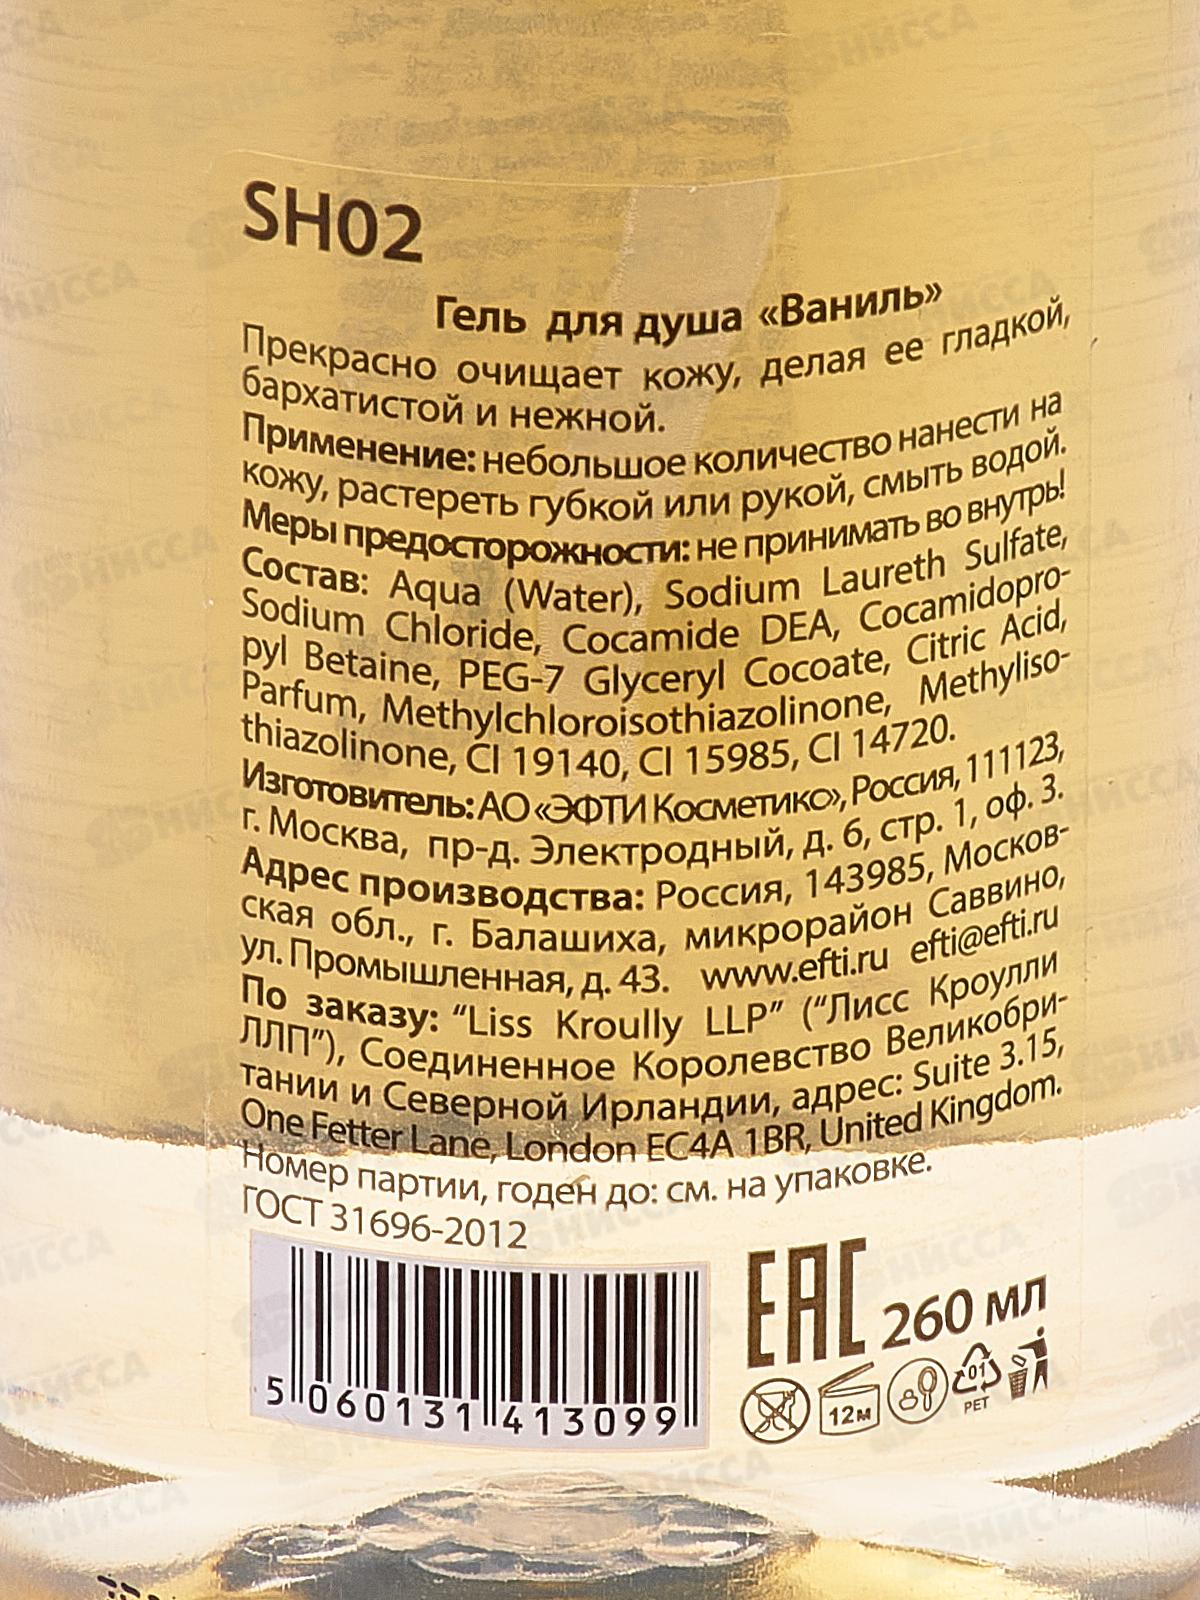 SH02
Гель для душа «Ваниль»
Прекрасно очищает кожу, делая ее гладкой,
бархатистой и нежной.
Применение: небольшое количество нанести на
кожу, растереть губкой или рукой, смыть водой.
Меры предосторожности: не принимать во внутрь!
Состав: Aqua (Water), Sodium Laureth Sulfate,
Sodium Chloride, Cocamide DEA, Cocamidopro-
pyl Betaine, PEG-7 Glyceryl Cocoate, Citric Acid,
Parfum, Methylchloroisothiazolinone, Methyliso-
thiazolinone, CI 19140, CI 15985, CI 14720.
Изготовитель: АО «ЭФТИ Косметикс», Россия, 111123,
г. Москва, пр-д. Электродный, д. 6, стр. 1, оф. 3.
Адрес производства: Россия, 143985, Москов-
ская обл., г. Балашиха, микрорайон Саввино,
ул. Промышленная, д. 43. www.efti.ru efti@efti.ru
По заказу: “Liss Kroully LLP” (“Лисс Кроулли
ЛЛП”), Соединенное Королевство Великобри-
тании и Северной Ирландии, адрес: Suite 3.15,
One Fetter Lane, London EC4A 1BR, United Kingdom.
Номер партии, годен до: см. на упаковке.
ГОСТ 31696-2012
EAC 260 мл
12м
01
PET
5 060131 413099
НИССА